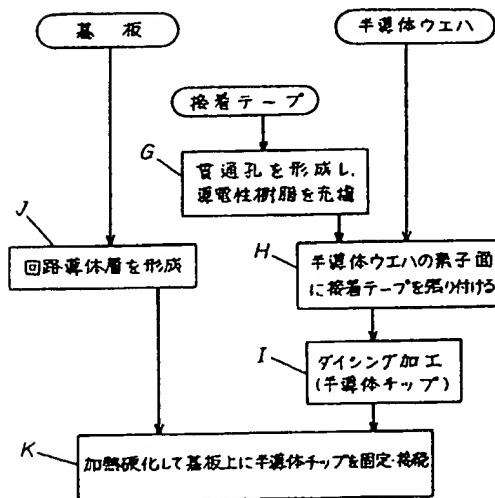 基板
半導体ウエハ
接着テープ
G
貫通孔を形成し、
導電性樹脂を充填
J
回路導体層を形成
H
半導体ウエハの素子面
に接着テープを張り付ける
I
ダイシング加工
(半導体チップ)
K
加熱硬化して基板上に半導体チップを固定・接続